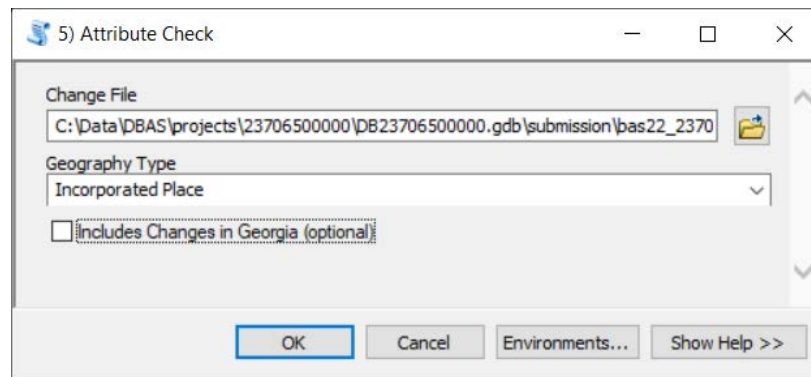 5) Attribute Check
Change File
C:\Data\DBAS\projects\23706500000\DB23706500000.gdb\submission\bas22_2370
Geography Type
Incorporated Place
Includes Changes in Georgia (optional)
OK Cancel Environments... Show Help >>